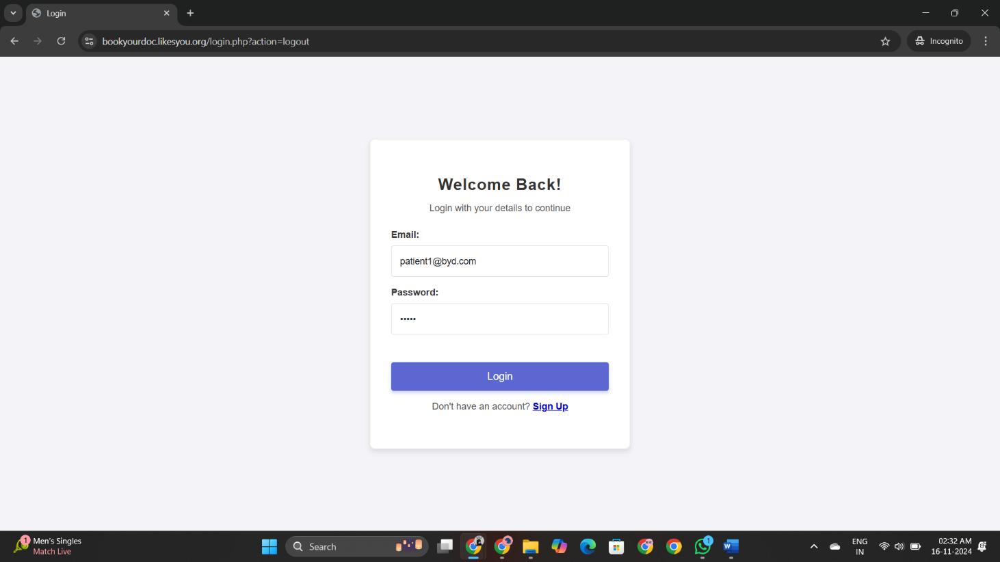 Login
bookyourdoc.likesyou.org/login.php?action=logout
Incognito
Welcome Back!
Login with your details to continue
Email:
patient1@byd.com
Password:
•••••
Login
Don't have an account? Sign Up
1
Men's Singles
Match Live
Search
1
ENG
IN
02:32 AM
16-11-2024